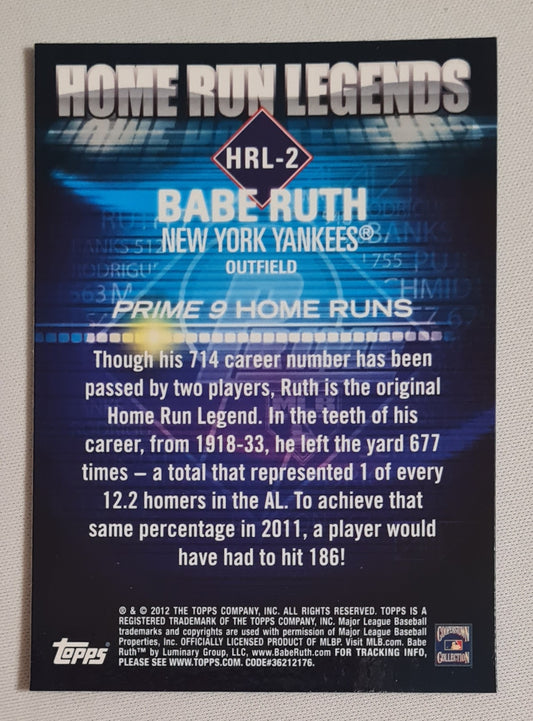 HOME RUN LEGENDS
HRL-2
BABE RUTH
NEW YORK YANKEES®
OUTFIELD
PRIME 9 HOME RUNS
Though his 714 career number has been
passed by two players, Ruth is the original
Home Run Legend. In the teeth of his
career, from 1918-33, he left the yard 677
times – a total that represented 1 of every
12.2 homers in the AL. To achieve that
same percentage in 2011, a player would
have had to hit 186!
® & © 2012 THE TOPPS COMPANY, INC. ALL RIGHTS RESERVED. TOPPS IS A
REGISTERED TRADEMARK OF THE TOPPS COMPANY, INC. Major League Baseball
trademarks and copyrights are used with permission of Major League Baseball
Properties, Inc. OFFICIALLY LICENSED PRODUCT OF MLBP. Visit MLB.com. Babe
Ruth™ by Luminary Group, LLC, www.BabeRuth.com FOR TRACKING INFO,
PLEASE SEE WWW.TOPPS.COM. CODE#36212176.
topps
COOPERSTOWN
COLLECTION